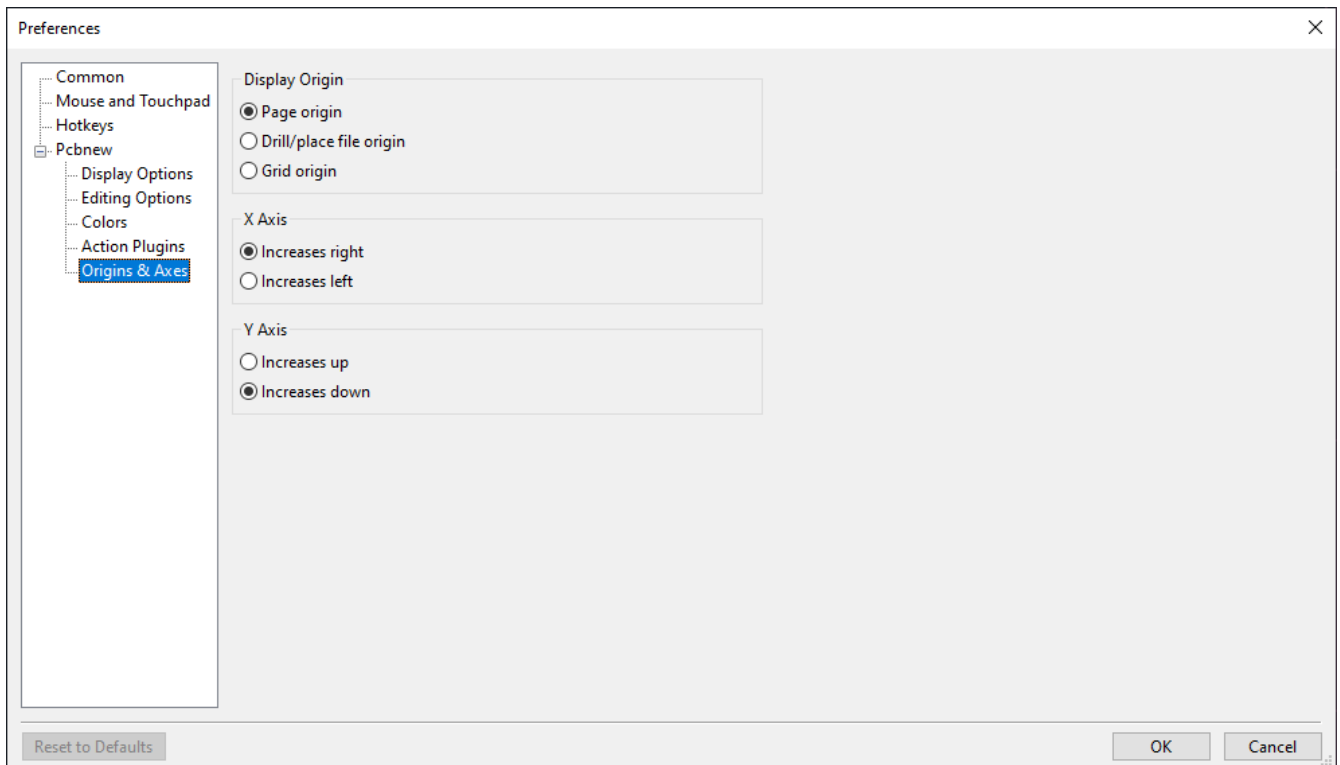 Preferences
Common
Mouse and Touchpad
Hotkeys
Pcbnew
Display Options
Editing Options
Colors
Action Plugins
Origins & Axes
Display Origin
Page origin
Drill/place file origin
Grid origin
X Axis
Increases right
Increases left
Y Axis
Increases up
Increases down
Reset to Defaults
OK
Cancel